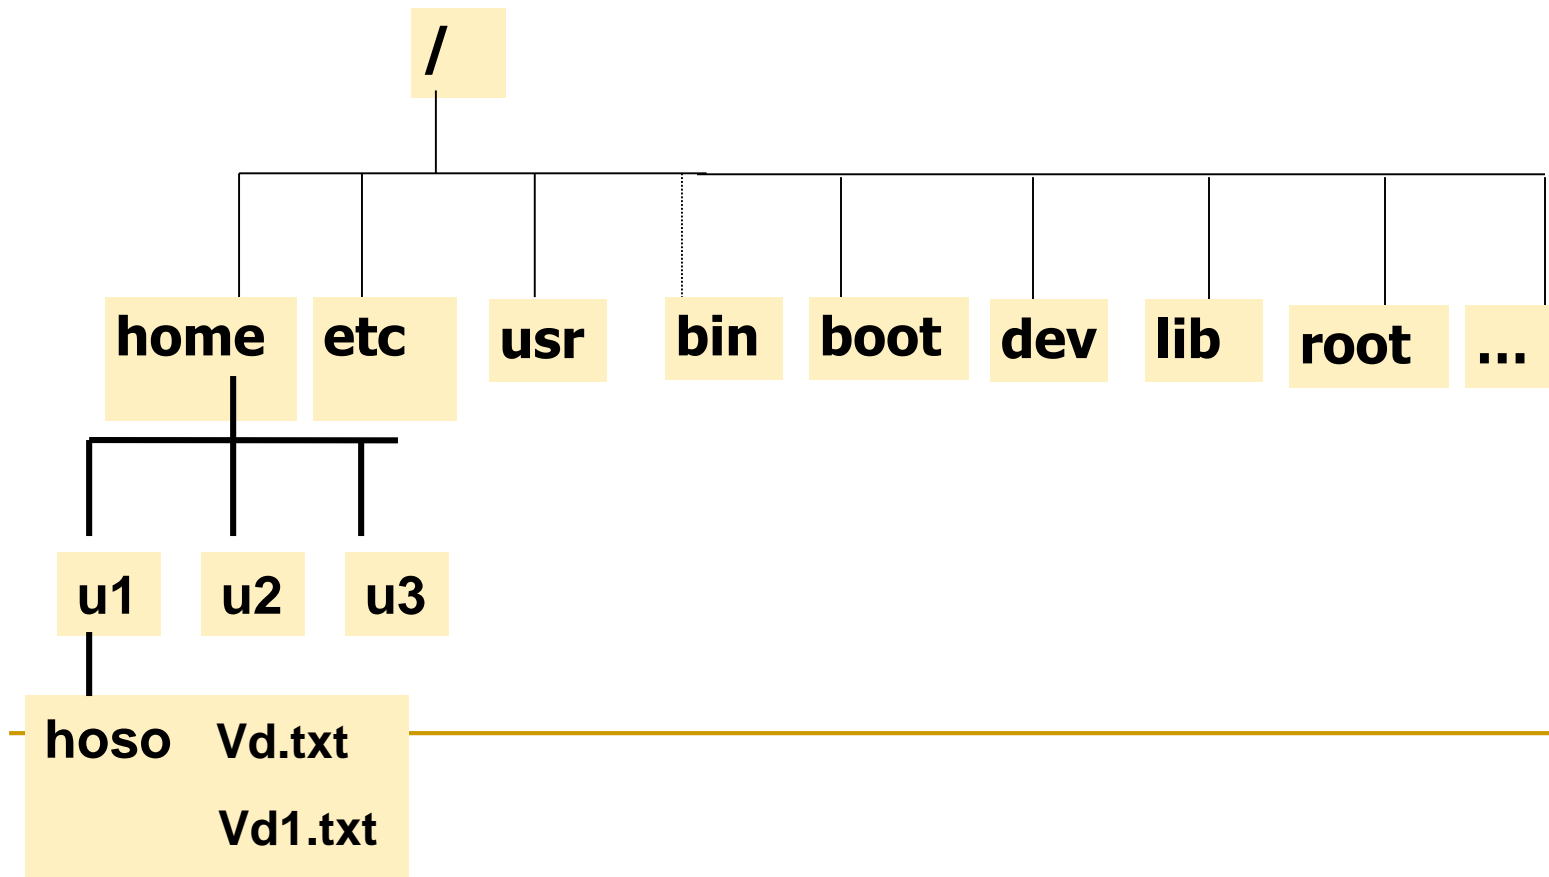 /
home etc usr bin boot dev lib root ...
u1 u2 u3
hoso Vd.txt
Vd1.txt